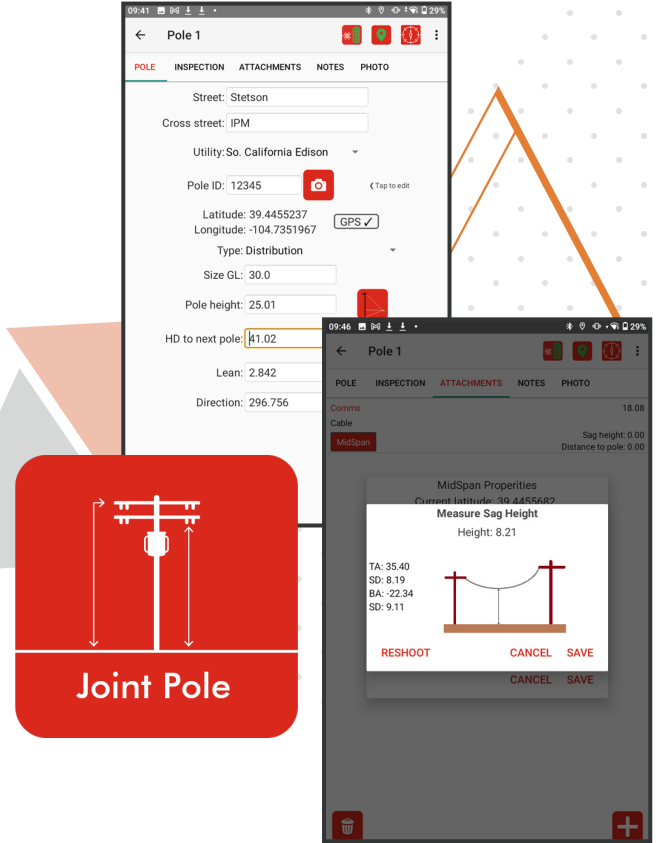 09:41
29%
Pole 1
POLE INSPECTION ATTACHMENTS NOTES PHOTO
Street: Stetson
Cross street: IPM
Utility: So. California Edison
Pole ID: 12345
Tap to edit
Latitude: 39.4455237
Longitude: -104.7351967
GPS ✓
Type: Distribution
Size GL: 30.0
Pole height: 25.01
HD to next pole: 41.02
Lean: 2.842
Direction: 296.756
09:46
29%
Pole 1
POLE INSPECTION ATTACHMENTS NOTES PHOTO
Comms 18.08
Cable
MidSpan
Sag height: 0.00
Distance to pole: 0.00
MidSpan Properities
Current latitude: 39.4455682
Measure Sag Height
Height: 8.21
TA: 35.40
SD: 8.19
BA: -22.34
SD: 9.11
RESHOOT CANCEL SAVE
CANCEL SAVE
Joint Pole